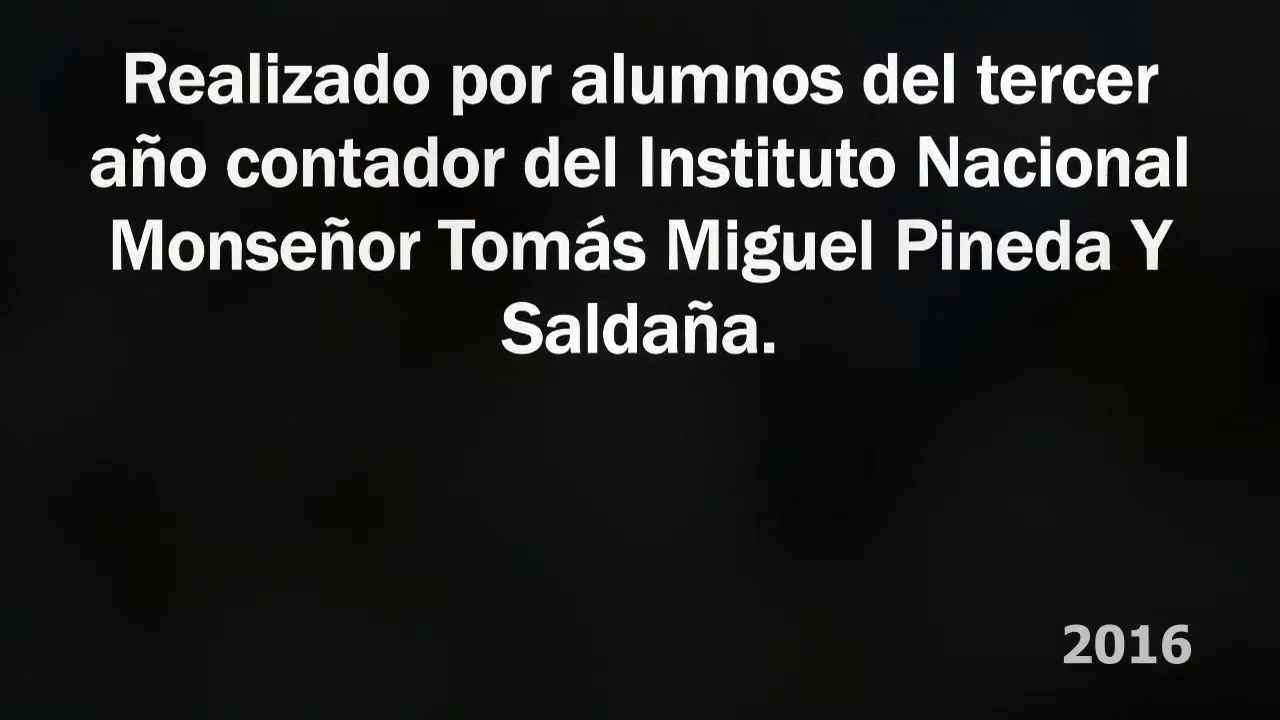 Realizado por alumnos del tercer
año contador del Instituto Nacional
Monseñor Tomás Miguel Pineda Y
Saldaña.
2016